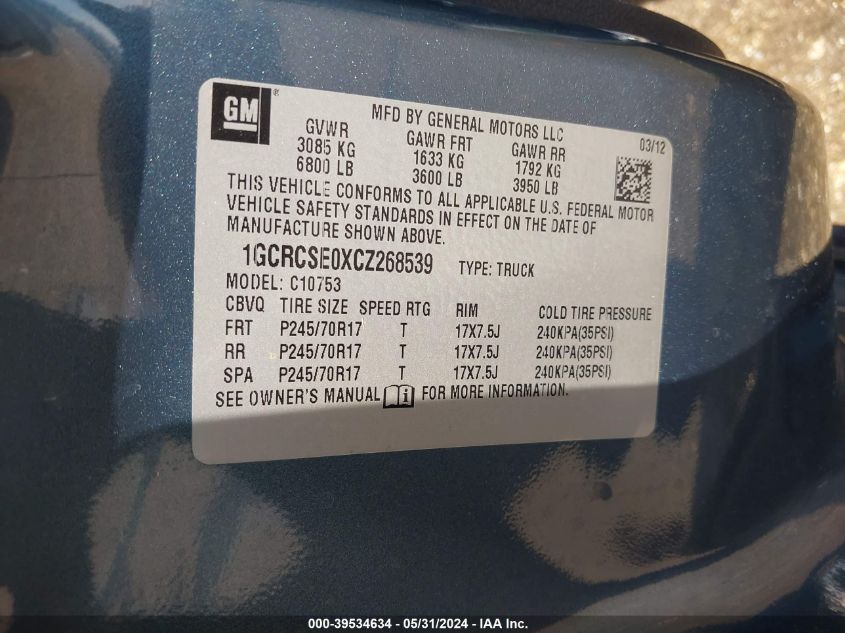 GM ®
MFD BY GENERAL MOTORS LLC
03/12
GVWR GAWR FRT GAWR RR
3085 KG 1633 KG 1792 KG
6800 LB 3600 LB 3950 LB
THIS VEHICLE CONFORMS TO ALL APPLICABLE U.S. FEDERAL MOTOR
VEHICLE SAFETY STANDARDS IN EFFECT ON THE DATE OF
MANUFACTURE SHOWN ABOVE.
1GCRCSE0XCZ268539 TYPE: TRUCK
MODEL: C10753
CBVQ TIRE SIZE SPEED RTG RIM COLD TIRE PRESSURE
FRT P245/70R17 T 17X7.5J 240KPA(35PSI)
RR P245/70R17 T 17X7.5J 240KPA(35PSI)
SPA P245/70R17 T 17X7.5J 240KPA(35PSI)
SEE OWNER'S MANUAL i FOR MORE INFORMATION.
000-39534634 - 05/31/2024 - IAA Inc.